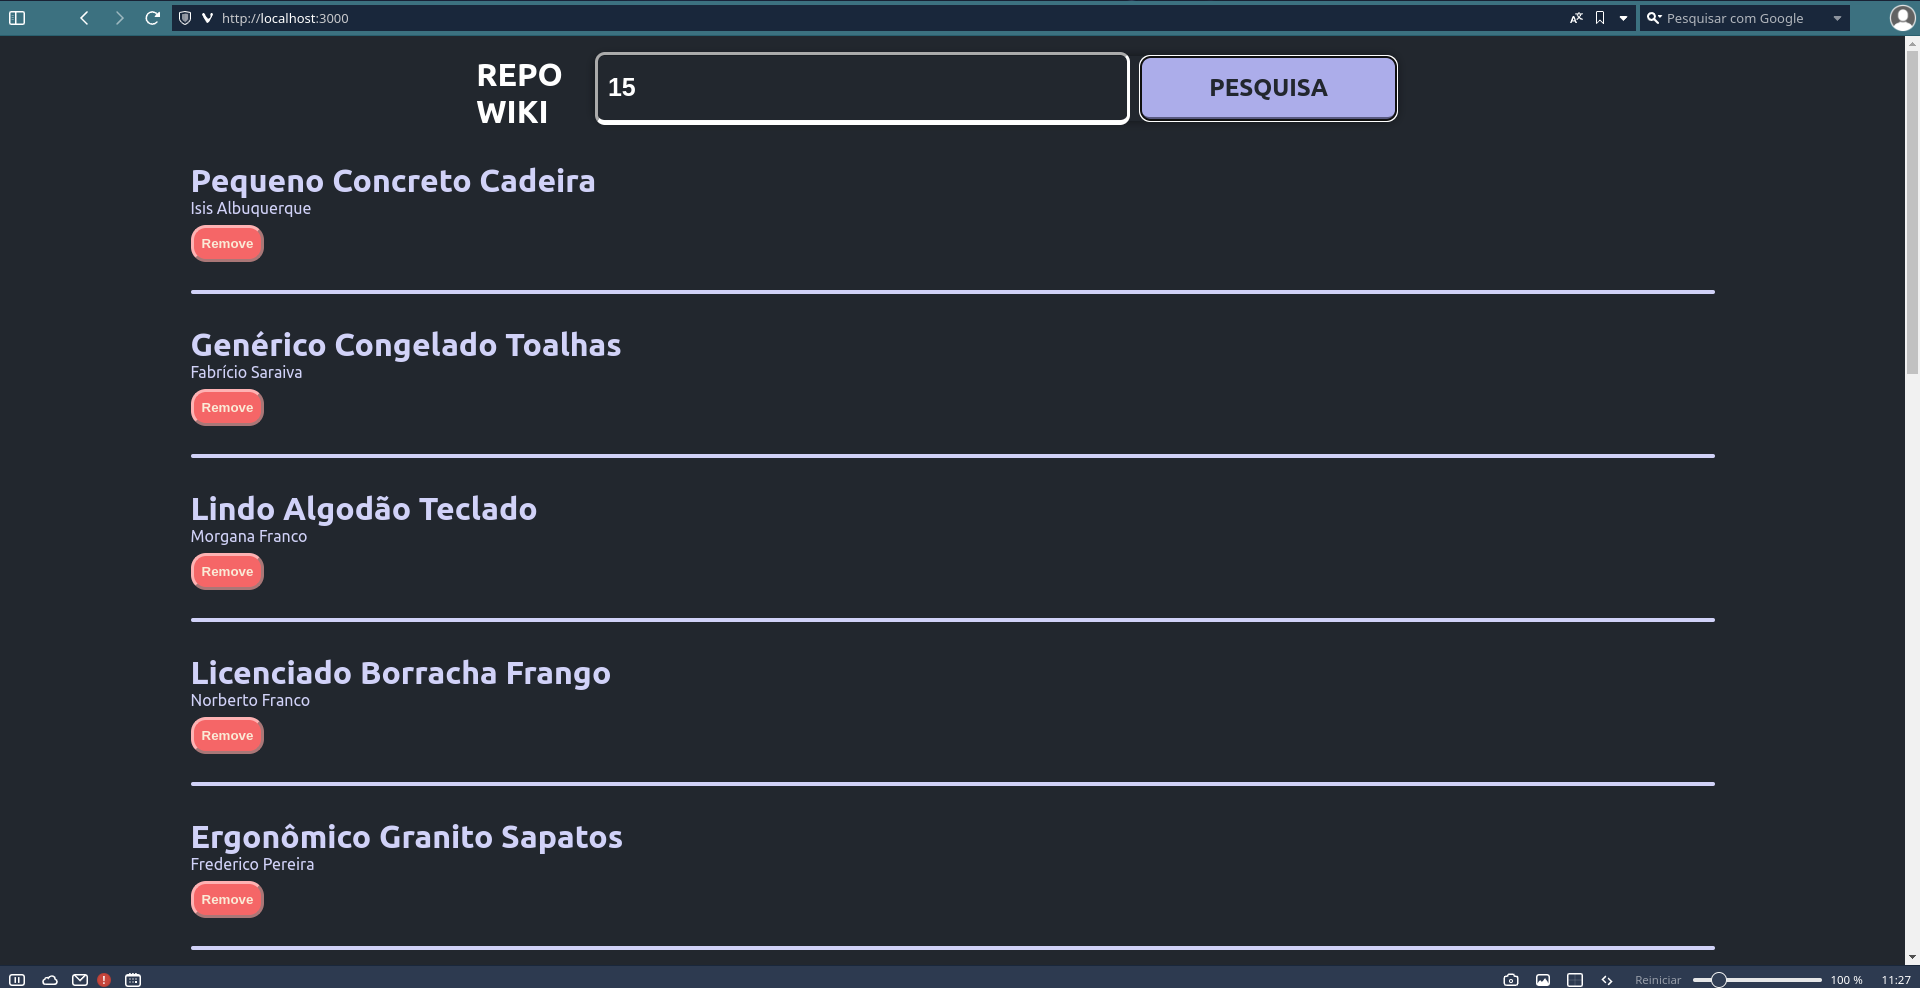 http://localhost:3000
Pesquisar com Google
REPO
WIKI
15
PESQUISA
Pequeno Concreto Cadeira
Isis Albuquerque
Remove
Genérico Congelado Toalhas
Fabrício Saraiva
Remove
Lindo Algodão Teclado
Morgana Franco
Remove
Licenciado Borracha Frango
Norberto Franco
Remove
Ergonômico Granito Sapatos
Frederico Pereira
Remove
Reiniciar
100 %
11:27